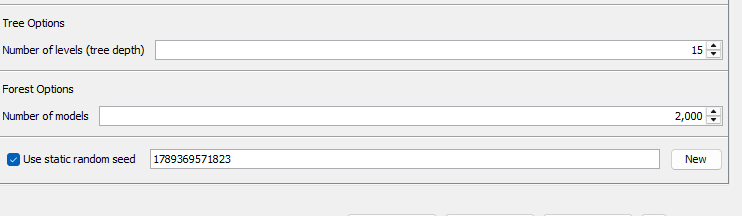 Tree Options
Number of levels (tree depth) 15
Forest Options
Number of models 2,000
Use static random seed 1789369571823 New